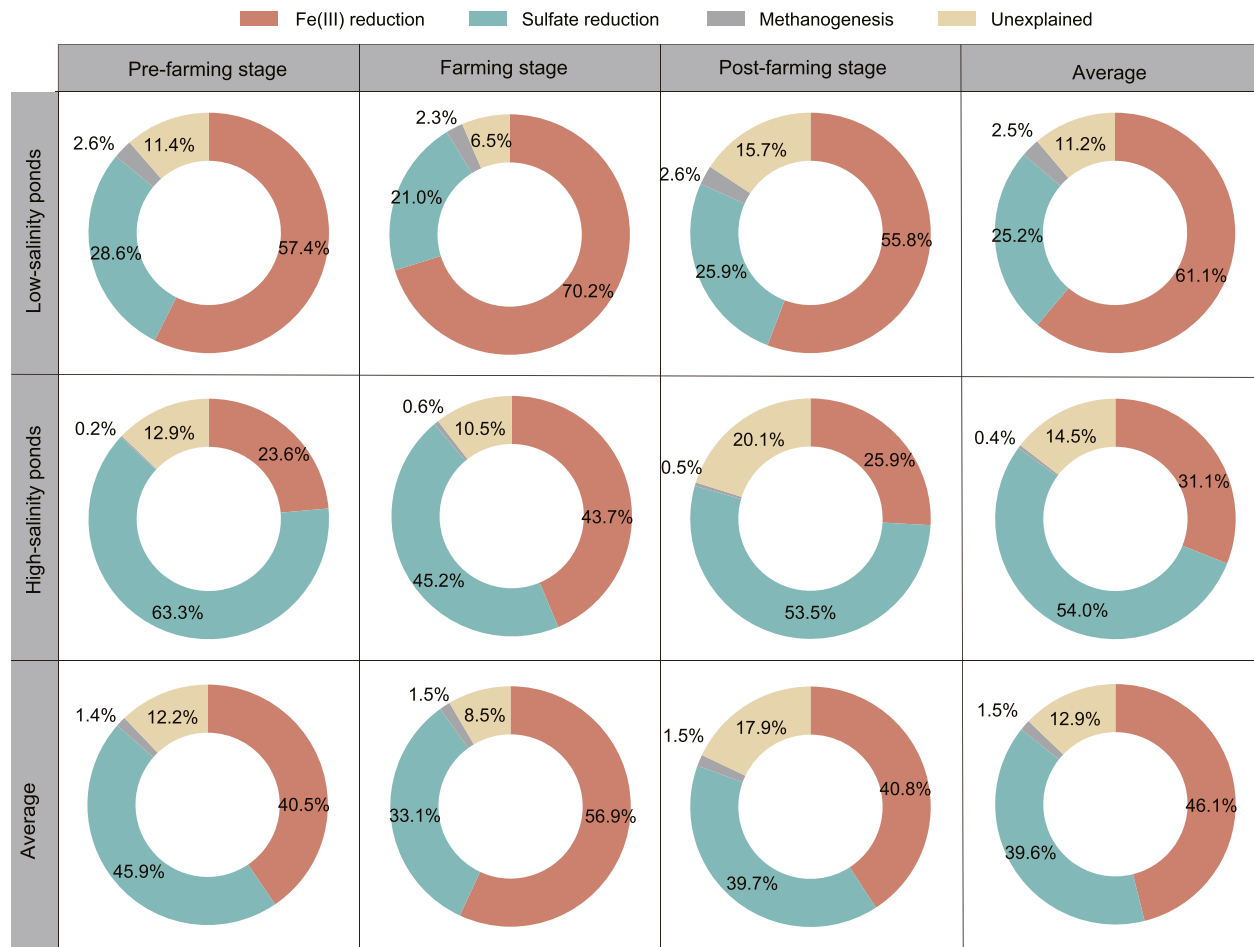 Fe(III) reduction Sulfate reduction Methanogenesis Unexplained
Pre-farming stage Farming stage Post-farming stage Average
Low-salinity ponds
2.6% 11.4% 28.6% 57.4%
2.3% 6.5% 21.0% 70.2%
2.6% 15.7% 25.9% 55.8%
2.5% 11.2% 25.2% 61.1%
High-salinity ponds
0.2% 12.9% 23.6% 63.3%
0.6% 10.5% 43.7% 45.2%
0.5% 20.1% 25.9% 53.5%
0.4% 14.5% 31.1% 54.0%
Average
1.4% 12.2% 40.5% 45.9%
1.5% 8.5% 33.1% 56.9%
1.5% 17.9% 40.8% 39.7%
1.5% 12.9% 46.1% 39.6%